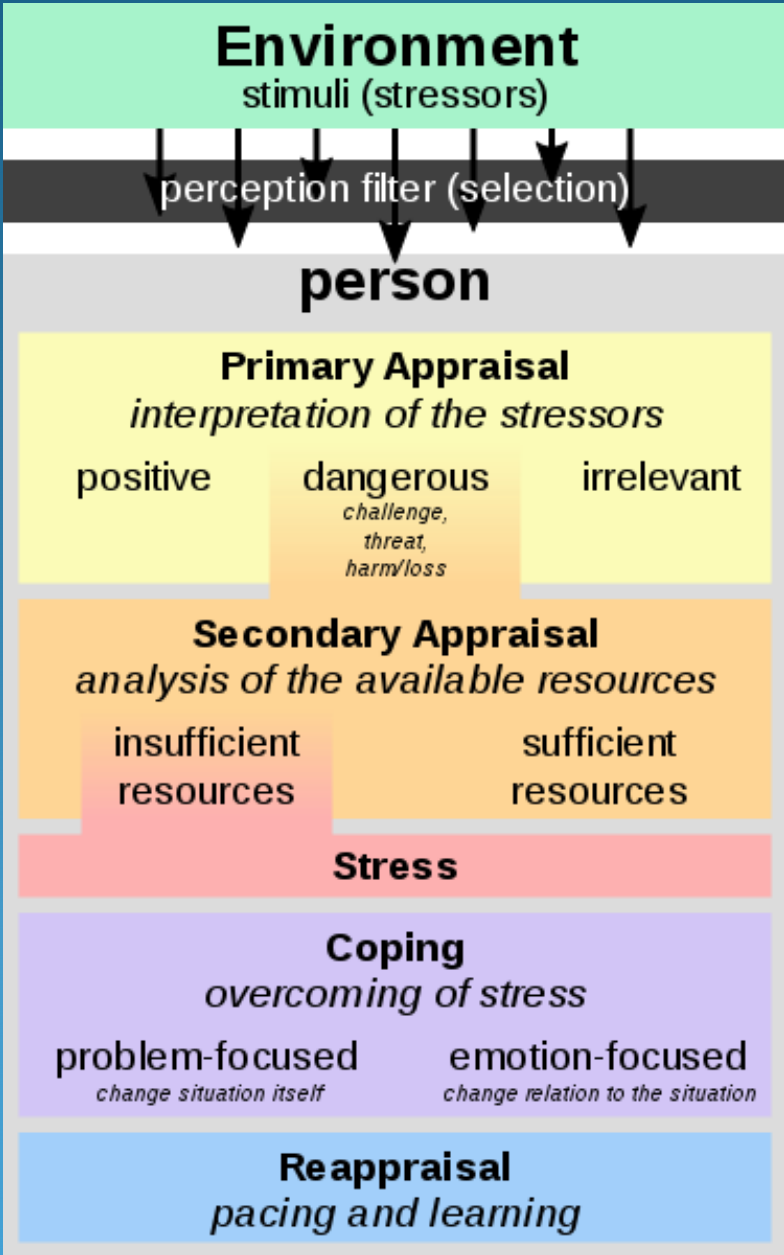 Environment
stimuli (stressors)
perception filter (selection)
person
Primary Appraisal
interpretation of the stressors
positive dangerous irrelevant
challenge,
threat,
harm/loss
Secondary Appraisal
analysis of the available resources
insufficient sufficient
resources resources
Stress
Coping
overcoming of stress
problem-focused emotion-focused
change situation itself change relation to the situation
Reappraisal
pacing and learning